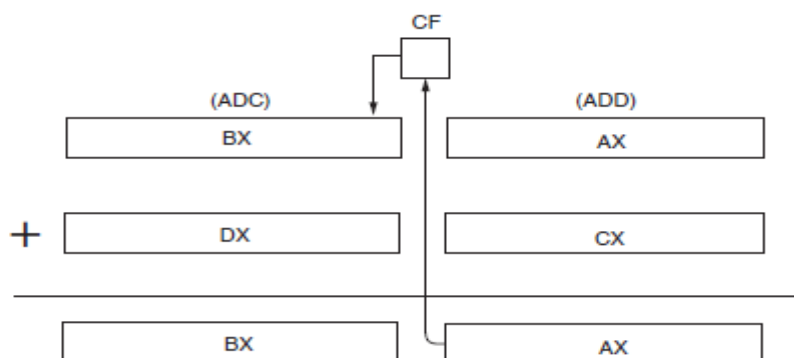 CF
(ADC) (ADD)
BX AX
+ DX CX
BX AX